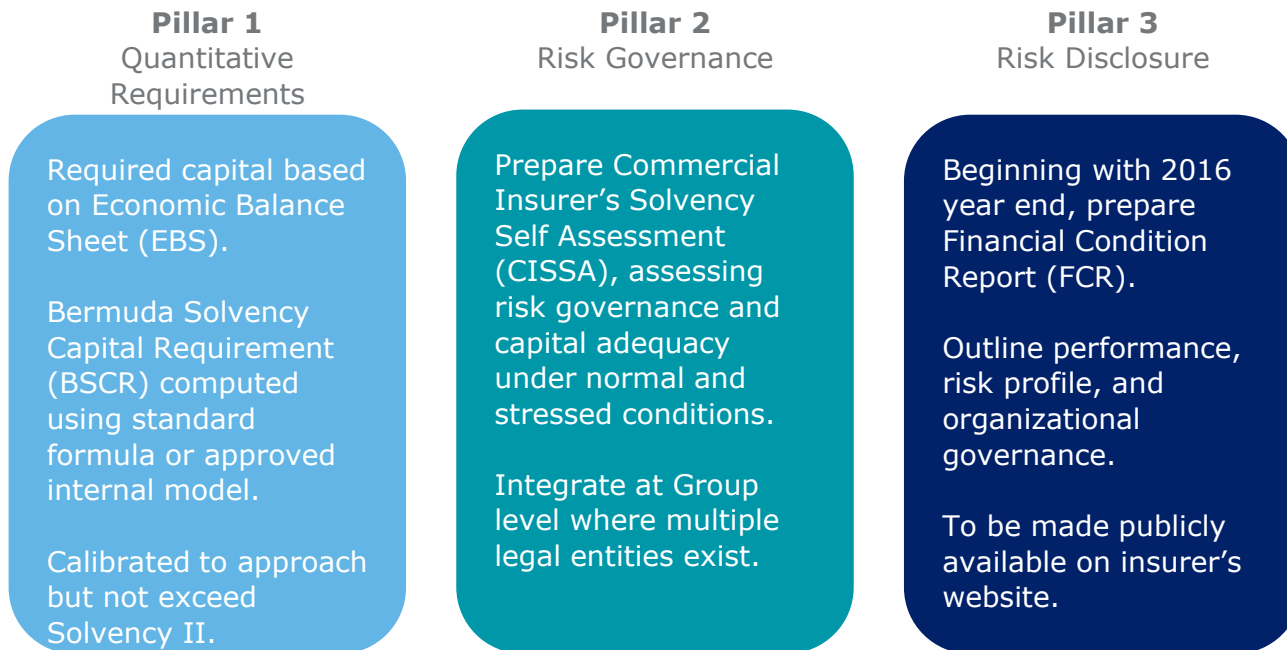 Pillar 1
Quantitative
Requirements
Required capital based
on Economic Balance
Sheet (EBS).
Bermuda Solvency
Capital Requirement
(BSCR) computed
using standard
formula or approved
internal model.
Calibrated to approach
but not exceed
Solvency II.
Pillar 2
Risk Governance
Prepare Commercial
Insurer’s Solvency
Self Assessment
(CISSA), assessing
risk governance and
capital adequacy
under normal and
stressed conditions.
Integrate at Group
level where multiple
legal entities exist.
Pillar 3
Risk Disclosure
Beginning with 2016
year end, prepare
Financial Condition
Report (FCR).
Outline performance,
risk profile, and
organizational
governance.
To be made publicly
available on insurer’s
website.